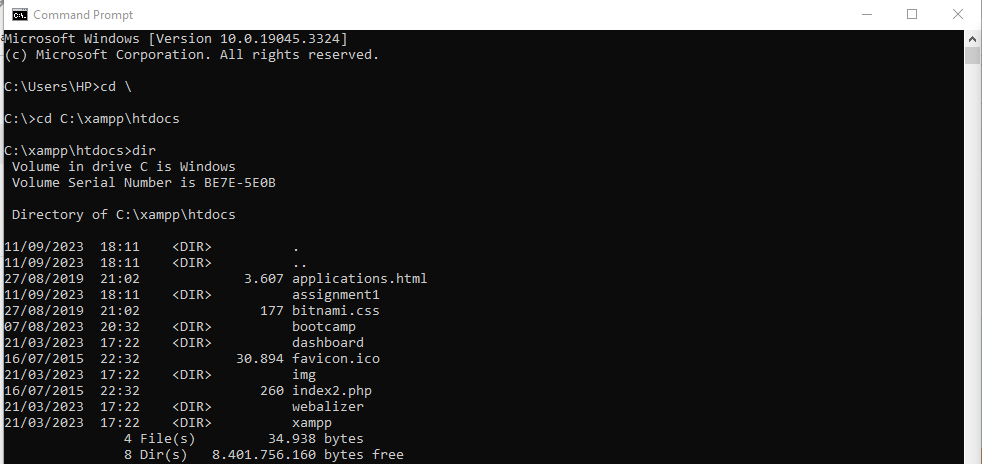 Command Prompt
Microsoft Windows [Version 10.0.19045.3324]
(c) Microsoft Corporation. All rights reserved.
C:\Users\HP>cd \
C:\>cd C:\xampp\htdocs
C:\xampp\htdocs>dir
 Volume in drive C is Windows
 Volume Serial Number is BE7E-5E0B
 Directory of C:\xampp\htdocs
11/09/2023  18:11    <DIR>          .
11/09/2023  18:11    <DIR>          ..
27/08/2019  21:02             3.607 applications.html
11/09/2023  18:11    <DIR>          assignment1
27/08/2019  21:02               177 bitnami.css
07/08/2023  20:32    <DIR>          bootcamp
21/03/2023  17:22    <DIR>          dashboard
16/07/2015  22:32            30.894 favicon.ico
21/03/2023  17:22    <DIR>          img
16/07/2015  22:32               260 index2.php
21/03/2023  17:22    <DIR>          webalizer
21/03/2023  17:22    <DIR>          xampp
               4 File(s)         34.938 bytes
               8 Dir(s)   8.401.756.160 bytes free